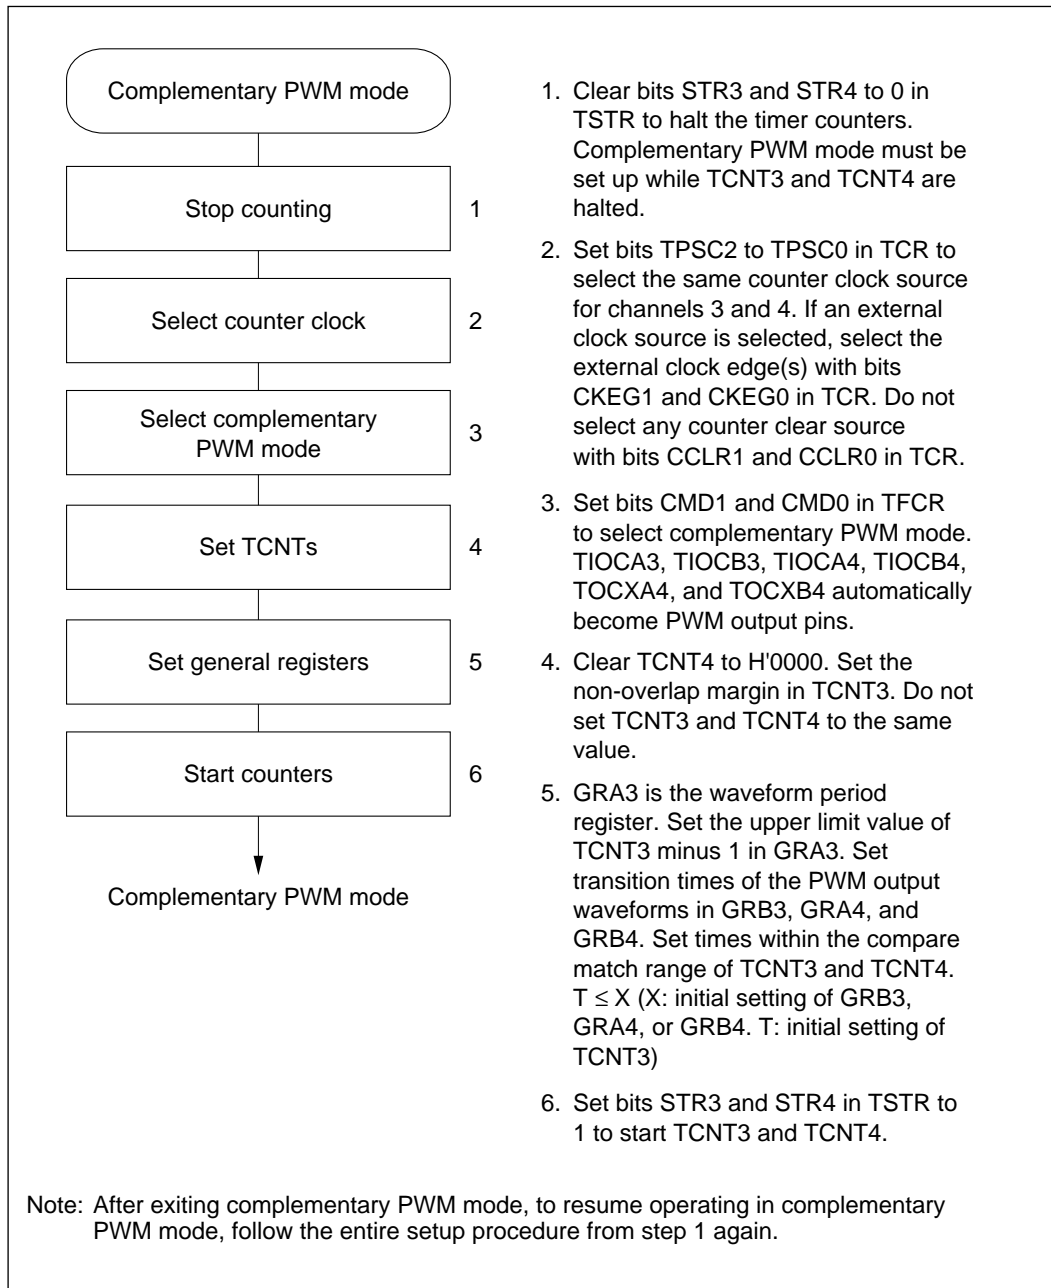 Complementary PWM mode
Stop counting
1
Select counter clock
2
Select complementary
PWM mode
3
Set TCNTs
4
Set general registers
5
Start counters
6
Complementary PWM mode
1. Clear bits STR3 and STR4 to 0 in
TSTR to halt the timer counters.
Complementary PWM mode must be
set up while TCNT3 and TCNT4 are
halted.
2. Set bits TPSC2 to TPSC0 in TCR to
select the same counter clock source
for channels 3 and 4. If an external
clock source is selected, select the
external clock edge(s) with bits
CKEG1 and CKEG0 in TCR. Do not
select any counter clear source
with bits CCLR1 and CCLR0 in TCR.
3. Set bits CMD1 and CMD0 in TFCR
to select complementary PWM mode.
TIOCA3, TIOCB3, TIOCA4, TIOCB4,
TOCXA4, and TOCXB4 automatically
become PWM output pins.
4. Clear TCNT4 to H'0000. Set the
non-overlap margin in TCNT3. Do not
set TCNT3 and TCNT4 to the same
value.
5. GRA3 is the waveform period
register. Set the upper limit value of
TCNT3 minus 1 in GRA3. Set
transition times of the PWM output
waveforms in GRB3, GRA4, and
GRB4. Set times within the compare
match range of TCNT3 and TCNT4.
T ≤ X (X: initial setting of GRB3,
GRA4, or GRB4. T: initial setting of
TCNT3)
6. Set bits STR3 and STR4 in TSTR to
1 to start TCNT3 and TCNT4.
Note: After exiting complementary PWM mode, to resume operating in complementary
PWM mode, follow the entire setup procedure from step 1 again.